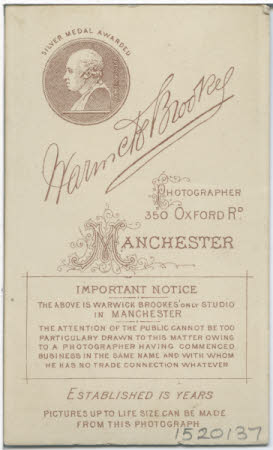 SILVER MEDAL AWARDED
Warwick Brookes
PHOTOGRAPHER
350 OXFORD RD.
MANCHESTER
IMPORTANT NOTICE
THE ABOVE IS WARWICK BROOKES' ONLY STUDIO
IN MANCHESTER
THE ATTENTION OF THE PUBLIC CANNOT BE TOO
PARTICULARY DRAWN TO THIS MATTER OWING
TO A PHOTOGRAPHER HAVING COMMENCED
BUSINESS IN THE SAME NAME AND WITH WHOM
HE HAS NO TRADE CONNECTION WHATEVER
ESTABLISHED 15 YEARS
PICTURES UP TO LIFE SIZE CAN BE MADE
FROM THIS PHOTOGRAPH
1520137